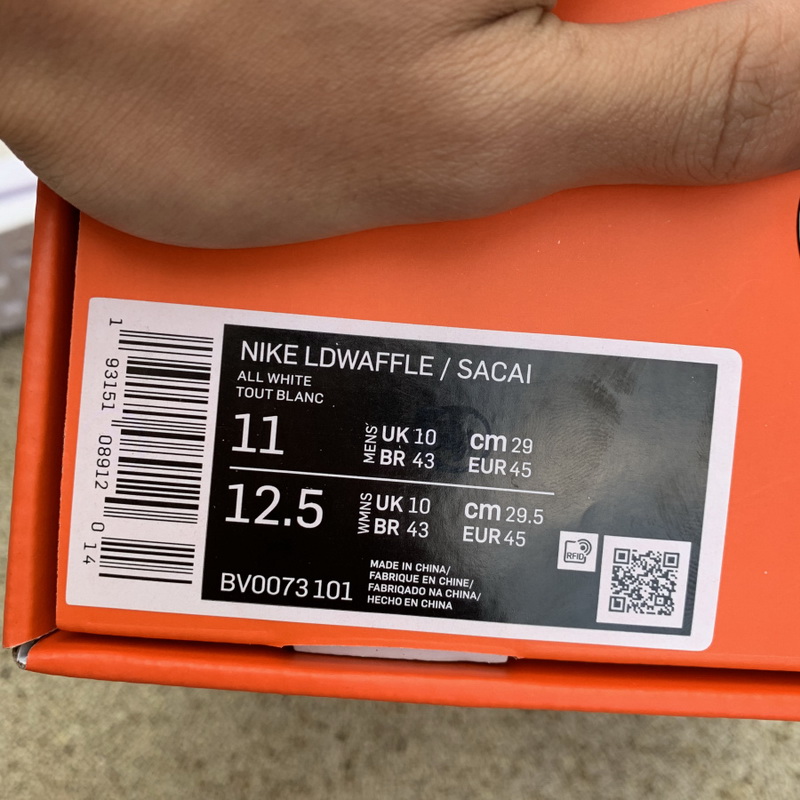 1 93151 08912 0 14
NIKE LDWAFFLE / SACAI
ALL WHITE
TOUT BLANC
11 MENS UK 10 cm 29
BR 43 EUR 45
12.5 WMNS UK 10 cm 29.5
BR 43 EUR 45
BV0073 101
MADE IN CHINA/
FABRIQUE EN CHINE/
FABRIQADO NA CHINA/
HECHO EN CHINA
RFID